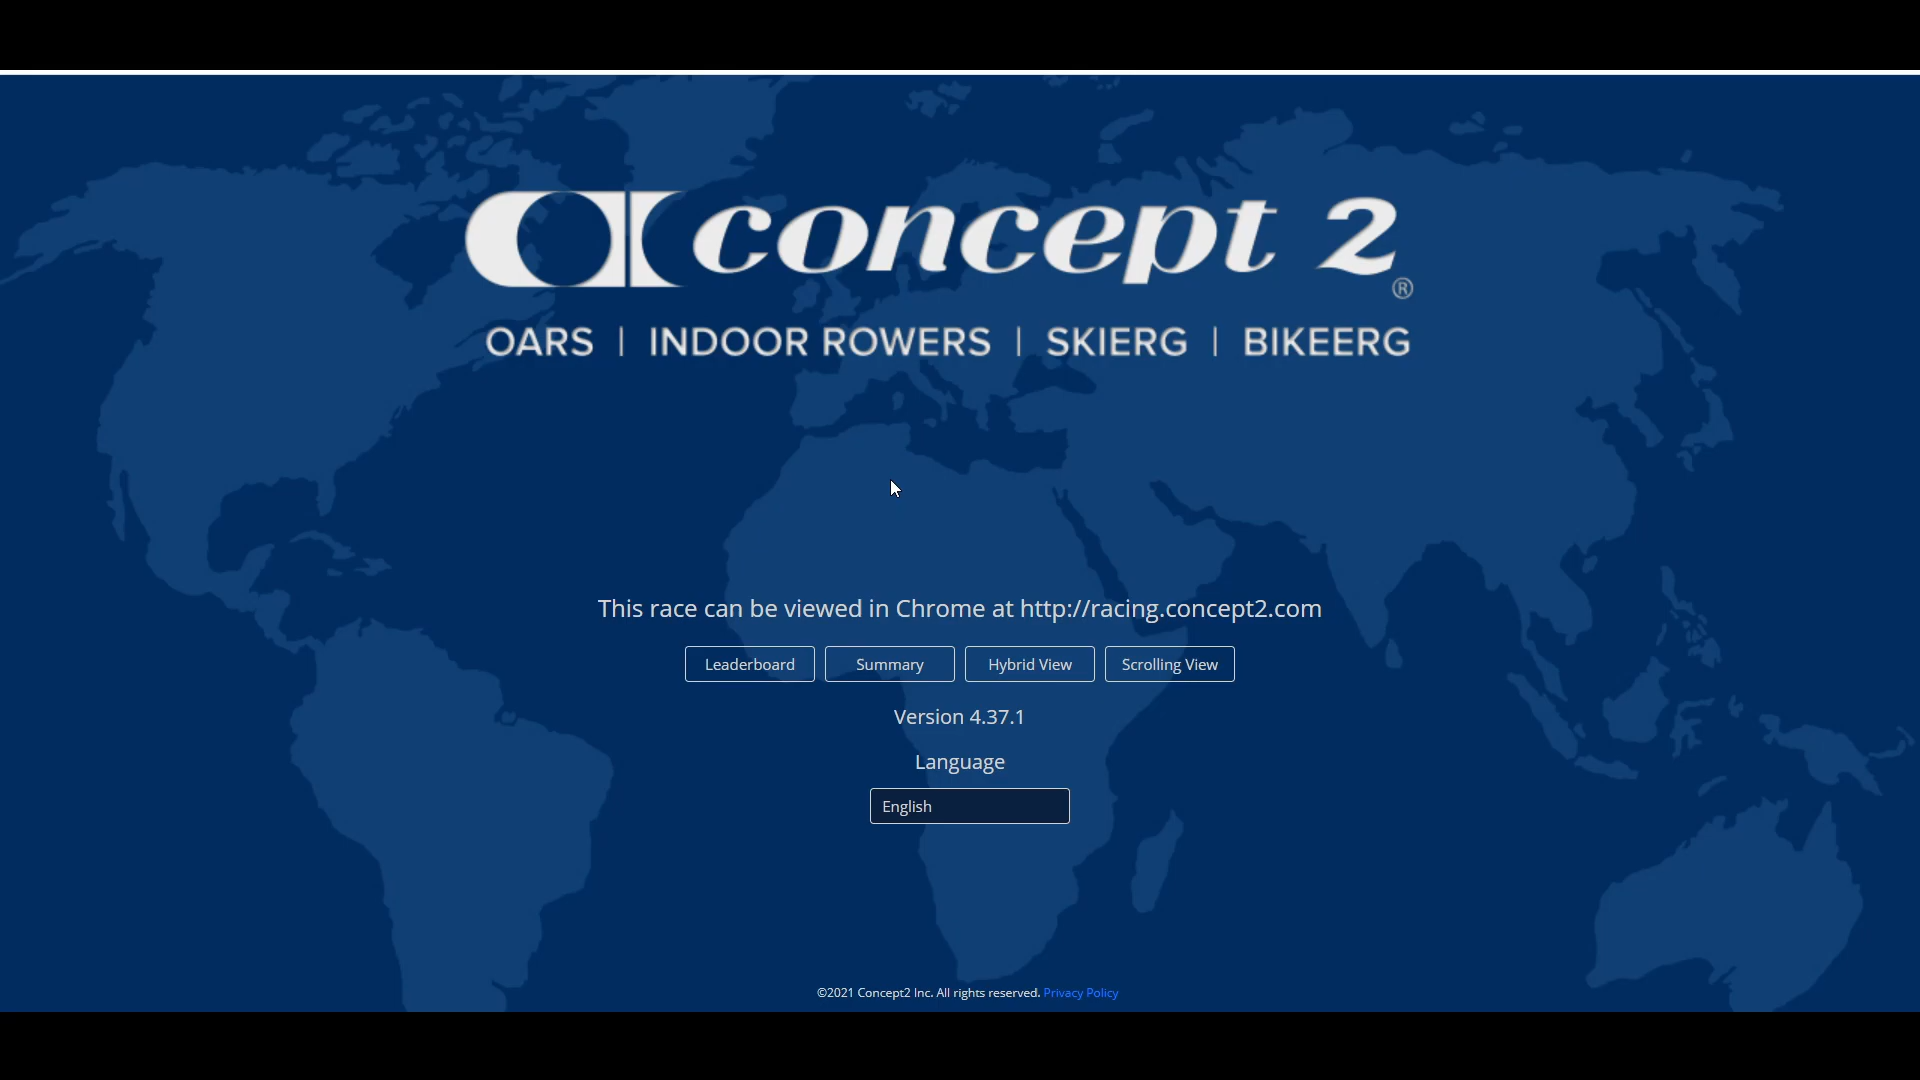 concept 2®
OARS | INDOOR ROWERS | SKIERG | BIKEERG
This race can be viewed in Chrome at http://racing.concept2.com
Leaderboard Summary Hybrid View Scrolling View
Version 4.37.1
Language
English
©2021 Concept2 Inc. All rights reserved. Privacy Policy